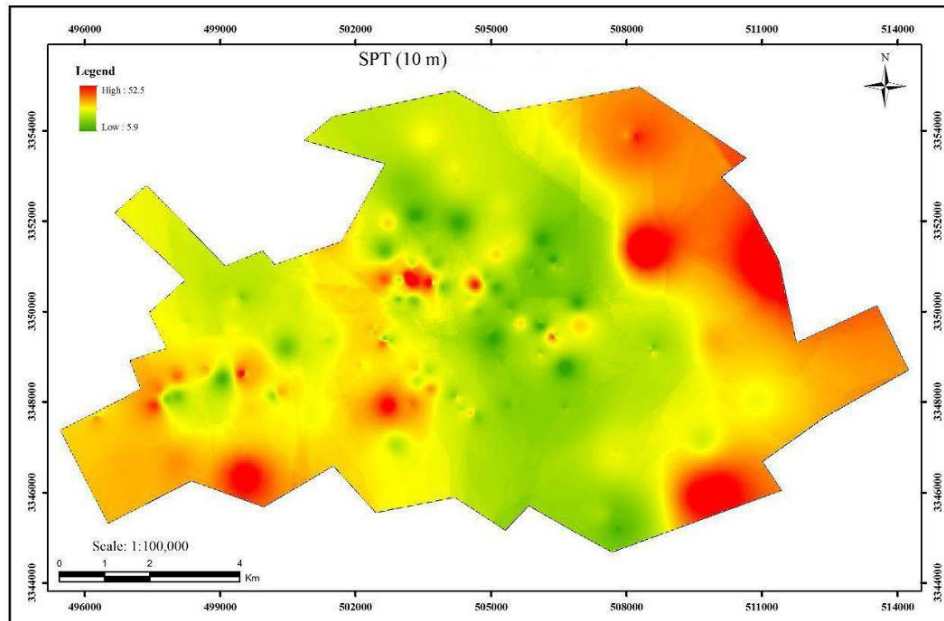 496000 499000 502000 505000 508000 511000 514000
SPT (10 m)
N
Legend
High : 52.5
Low : 5.9
3354000 3354000
3352000 3352000
3350000 3350000
3348000 3348000
3346000 3346000
3344000 3344000
Scale: 1:100,000
0 1 2 4
Km
496000 499000 502000 505000 508000 511000 514000